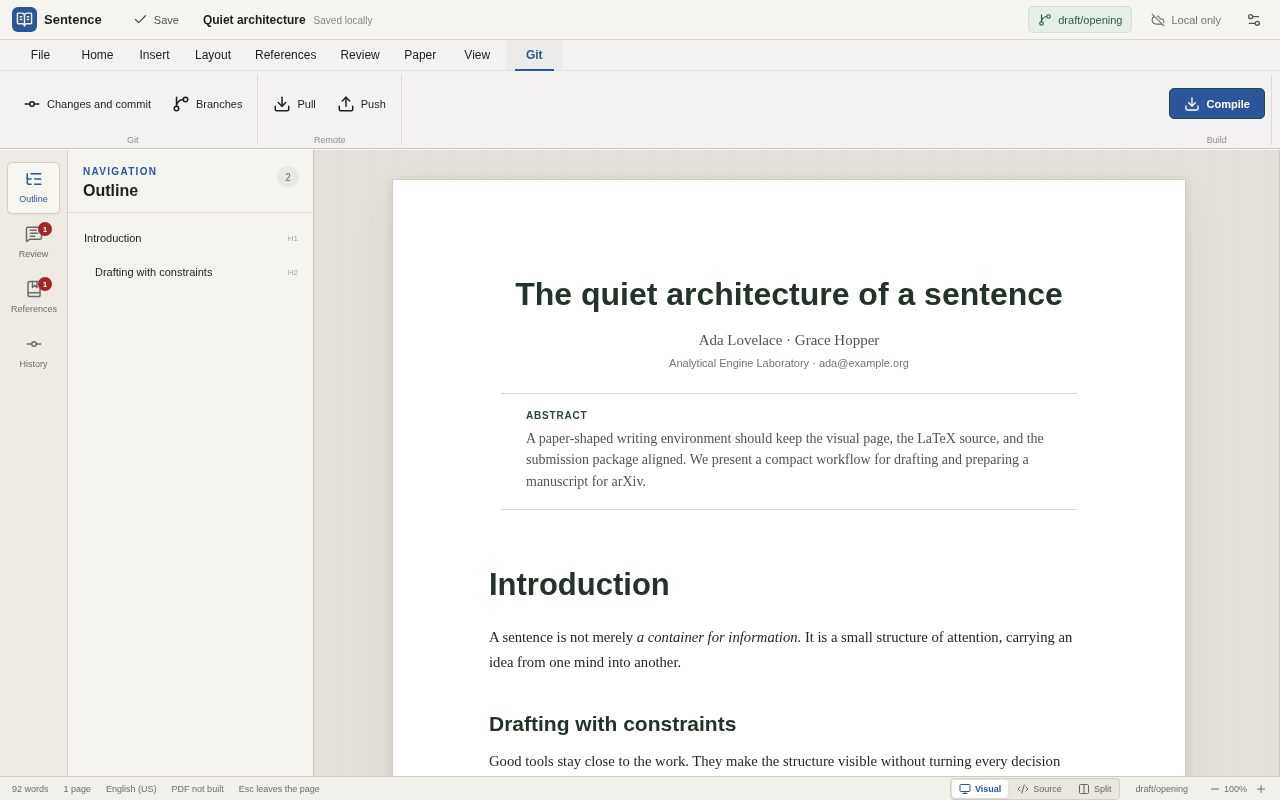 Sentence
Save
Quiet architecture
Saved locally
draft/opening
Local only
File
Home
Insert
Layout
References
Review
Paper
View
Git
Changes and commit
Branches
Git
Pull
Push
Remote
Compile
Build
Outline
1
Review
1
References
History
NAVIGATION
Outline
2
Introduction
H1
Drafting with constraints
H2
The quiet architecture of a sentence
Ada Lovelace · Grace Hopper
Analytical Engine Laboratory · ada@example.org
ABSTRACT
A paper-shaped writing environment should keep the visual page, the LaTeX source, and the
submission package aligned. We present a compact workflow for drafting and preparing a
manuscript for arXiv.
Introduction
A sentence is not merely a container for information. It is a small structure of attention, carrying an
idea from one mind into another.
Drafting with constraints
Good tools stay close to the work. They make the structure visible without turning every decision
92 words
1 page
English (US)
PDF not built
Esc leaves the page
Visual
Source
Split
draft/opening
100%